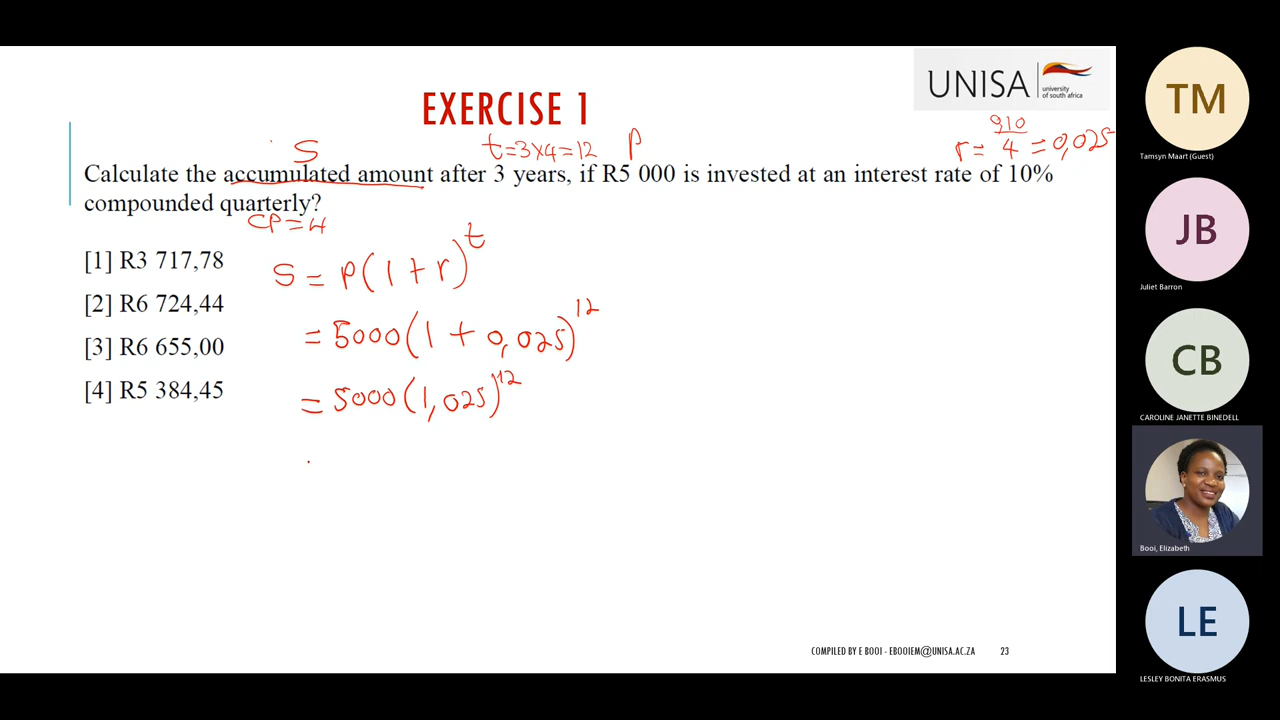 UNISA
university
of south africa
EXERCISE 1
S
t=3×4=12
P
r = 0,10/4 = 0,025
Calculate the accumulated amount after 3 years, if R5 000 is invested at an interest rate of 10%
compounded quarterly?
CP=4
[1] R3 717,78
[2] R6 724,44
[3] R6 655,00
[4] R5 384,45
S = P(1+r)^t
= 5000(1 + 0,025)^12
= 5000(1,025)^12
COMPILED BY E BOOI - EBOOIEM@UNISA.AC.ZA
23
TM
Tamsyn Maart (Guest)
JB
Juliet Barron
CB
CAROLINE JANETTE BINEDELL
Booi, Elizabeth
LE
LESLEY BONITA ERASMUS